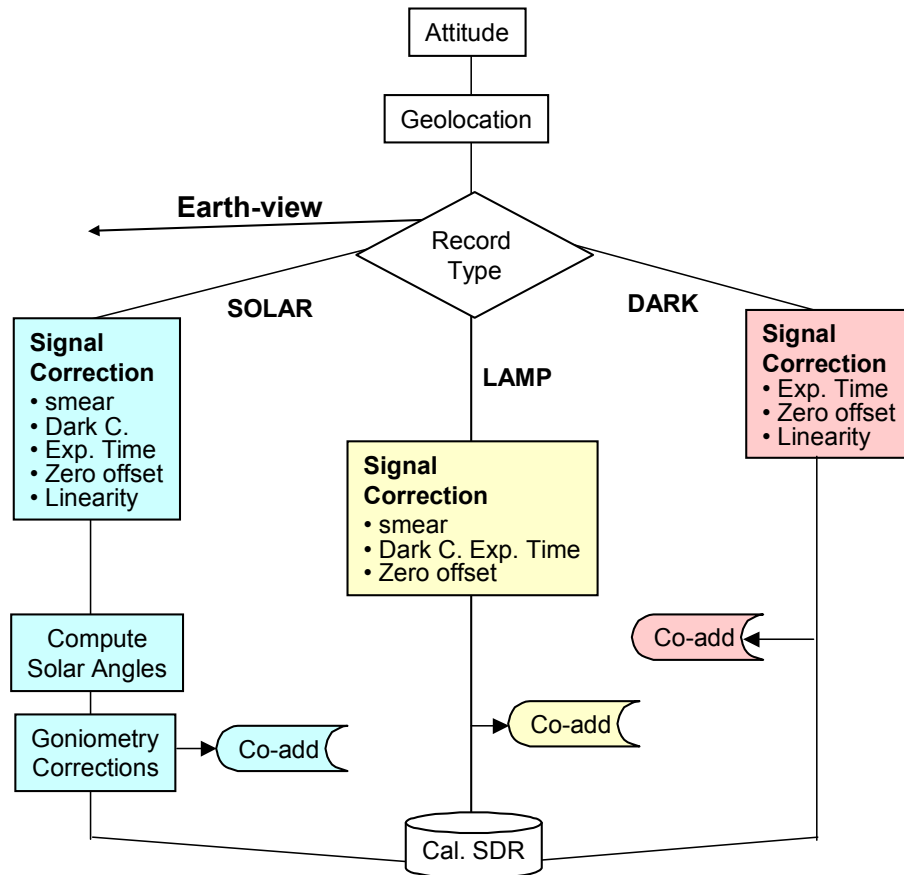 Attitude
Geolocation
Earth-view
Record
Type
SOLAR
DARK
LAMP
Signal
Correction
• smear
• Dark C.
• Exp. Time
• Zero offset
• Linearity
Signal
Correction
• smear
• Dark C. Exp. Time
• Zero offset
Signal
Correction
• Exp. Time
• Zero offset
• Linearity
Compute
Solar Angles
Goniometry
Corrections
Co-add
Co-add
Co-add
Cal. SDR